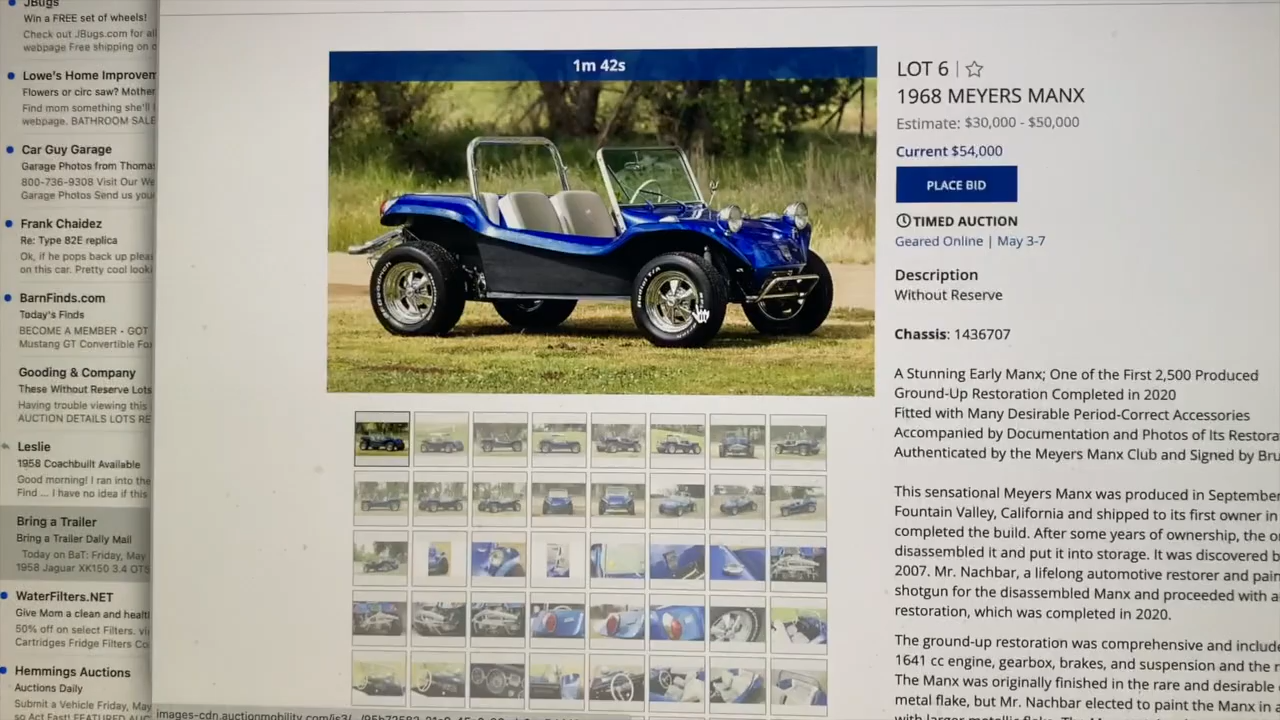 JBugs
Win a FREE set of wheels!
Check out JBugs.com for all
webpage Free shipping on o
Lowe's Home Improvem
Flowers or circ saw? Mother
Find mom something she'll
webpage. BATHROOM SALE
Car Guy Garage
Garage Photos from Thomas
800-736-9308 Visit Our We
Garage Photos Send us your
Frank Chaidez
Re: Type 82E replica
Ok, if he pops back up pleas
on this car. Pretty cool looki
BarnFinds.com
Today's Finds
BECOME A MEMBER • GOT
Mustang GT Convertible Fo
Gooding & Company
These Without Reserve Lots
Having trouble viewing this
AUCTION DETAILS LOTS RE
Leslie
1958 Coachbuilt Available
Good morning! I ran into the
Find ... I have no idea if this
Bring a Trailer
Bring a Trailer Daily Mail
Today on BaT: Friday, May
1958 Jaguar XK150 3.4 OTS
WaterFilters.NET
Give Mom a clean and healt
50% off on select Filters.
Cartridges Fridge Filters Co
Hemmings Auctions
Auctions Daily
Submit a Vehicle Friday, May
so Act Fast! FEATURED AUC
1m 42s
LOT 6 |
1968 MEYERS MANX
Estimate: $30,000 - $50,000
Current $54,000
PLACE BID
TIMED AUCTION
Geared Online | May 3-7
Description
Without Reserve
Chassis: 1436707
A Stunning Early Manx; One of the First 2,500 Produced
Ground-Up Restoration Completed in 2020
Fitted with Many Desirable Period-Correct Accessories
Accompanied by Documentation and Photos of Its Restora
Authenticated by the Meyers Manx Club and Signed by Bru
This sensational Meyers Manx was produced in September
Fountain Valley, California and shipped to its first owner in
completed the build. After some years of ownership, the o
disassembled it and put it into storage. It was discovered b
2007. Mr. Nachbar, a lifelong automotive restorer and pain
shotgun for the disassembled Manx and proceeded with a
restoration, which was completed in 2020.
The ground-up restoration was comprehensive and include
1641 cc engine, gearbox, brakes, and suspension and the r
The Manx was originally finished in the rare and desirable
metal flake, but Mr. Nachbar elected to paint the Manx in a